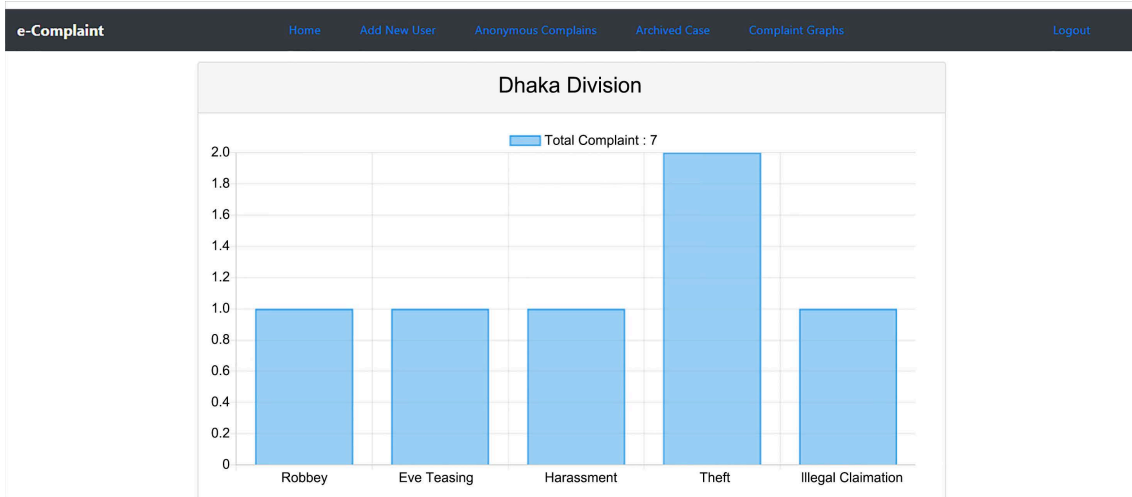 e-Complaint Home Add New User Anonymous Complains Archived Case Complaint Graphs Logout
Dhaka Division
Total Complaint : 7
2.0
1.8
1.6
1.4
1.2
1.0
0.8
0.6
0.4
0.2
0
Robbey Eve Teasing Harassment Theft Illegal Claimation